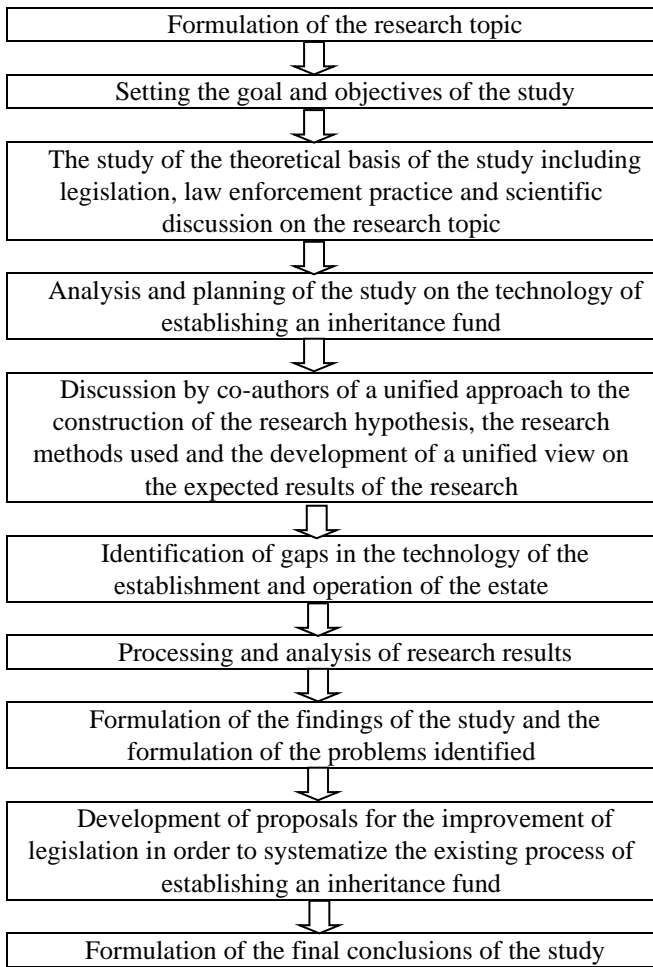 Formulation of the research topic
Setting the goal and objectives of the study
The study of the theoretical basis of the study including
legislation, law enforcement practice and scientific
discussion on the research topic
Analysis and planning of the study on the technology of
establishing an inheritance fund
Discussion by co-authors of a unified approach to the
construction of the research hypothesis, the research
methods used and the development of a unified view on
the expected results of the research
Identification of gaps in the technology of the
establishment and operation of the estate
Processing and analysis of research results
Formulation of the findings of the study and the
formulation of the problems identified
Development of proposals for the improvement of
legislation in order to systematize the existing process of
establishing an inheritance fund
Formulation of the final conclusions of the study